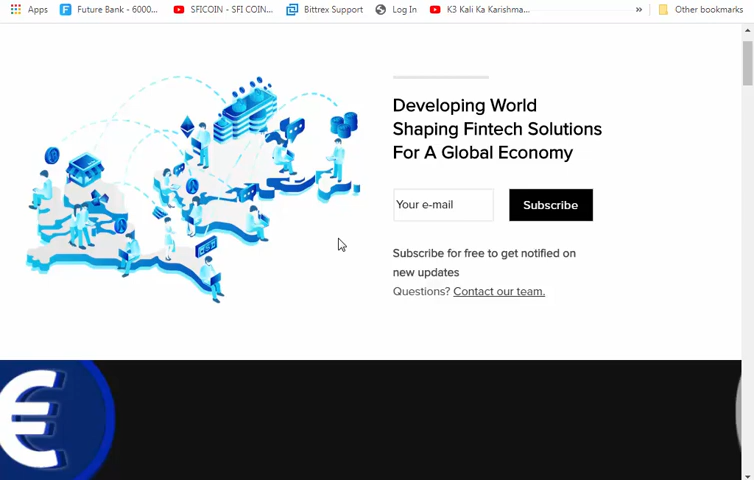 Apps Future Bank - 6000... SFICOIN - SFI COIN... Bittrex Support Log In K3 Kali Ka Karishma... » Other bookmarks
Developing World
Shaping Fintech Solutions
For A Global Economy
Your e-mail Subscribe
Subscribe for free to get notified on
new updates
Questions? Contact our team.
€